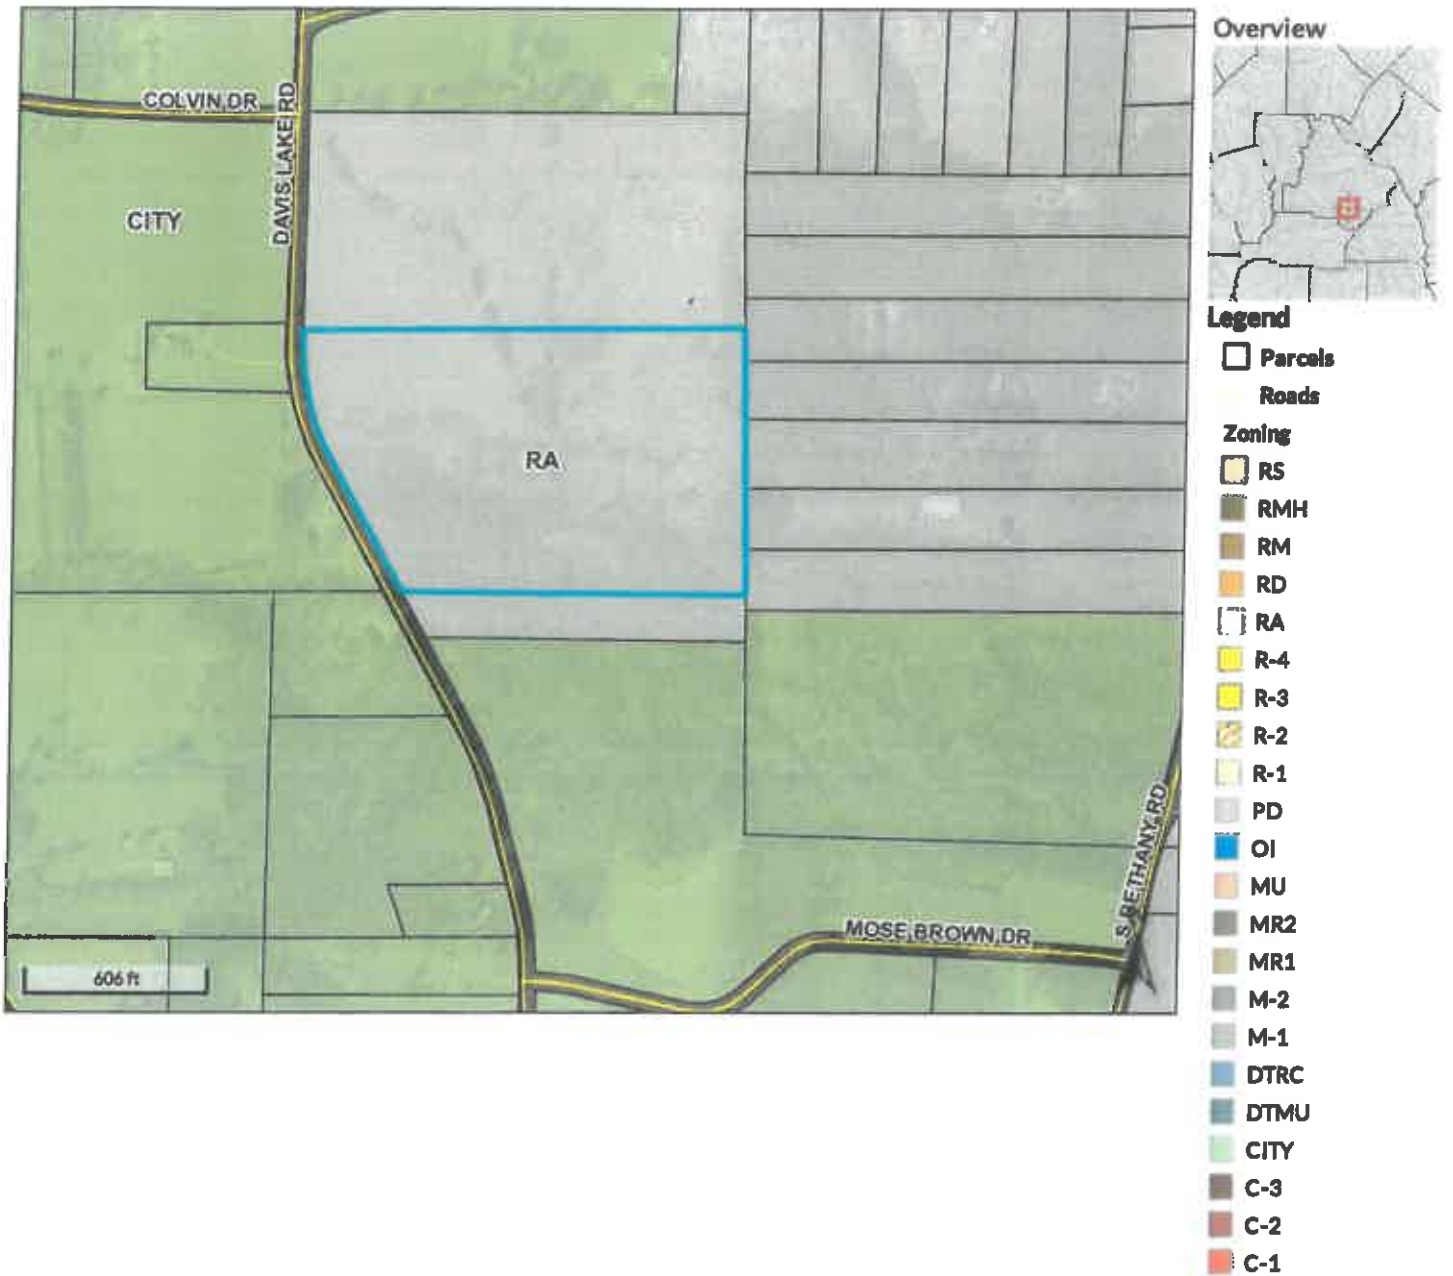 COLVIN DR
DAVIS LAKE RD
CITY
RA
S BETHANY RD
MOSE BROWN DR
606 ft
Overview
Legend
Parcels
Roads
Zoning
RS
RMH
RM
RD
RA
R-4
R-3
R-2
R-1
PD
OI
MU
MR2
MR1
M-2
M-1
DTRC
DTMU
CITY
C-3
C-2
C-1